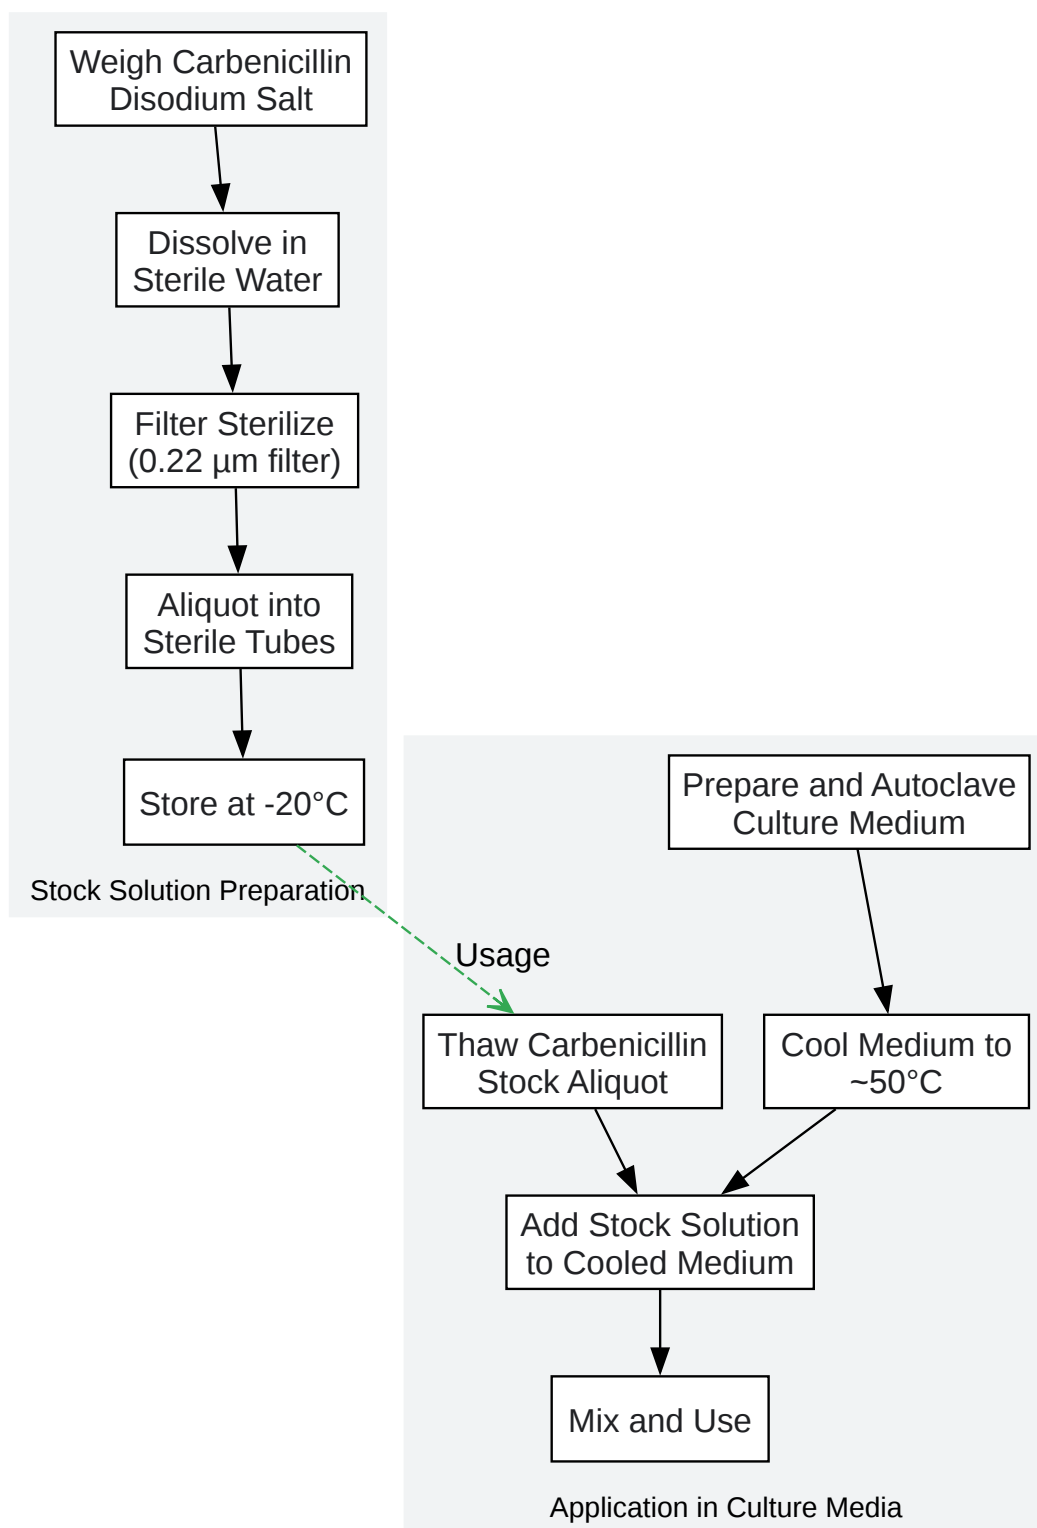 Weigh Carbenicillin
Disodium Salt
Dissolve in
Sterile Water
Filter Sterilize
(0.22 µm filter)
Aliquot into
Sterile Tubes
Store at -20°C
Stock Solution Preparation
Usage
Prepare and Autoclave
Culture Medium
Thaw Carbenicillin
Stock Aliquot
Cool Medium to
~50°C
Add Stock Solution
to Cooled Medium
Mix and Use
Application in Culture Media